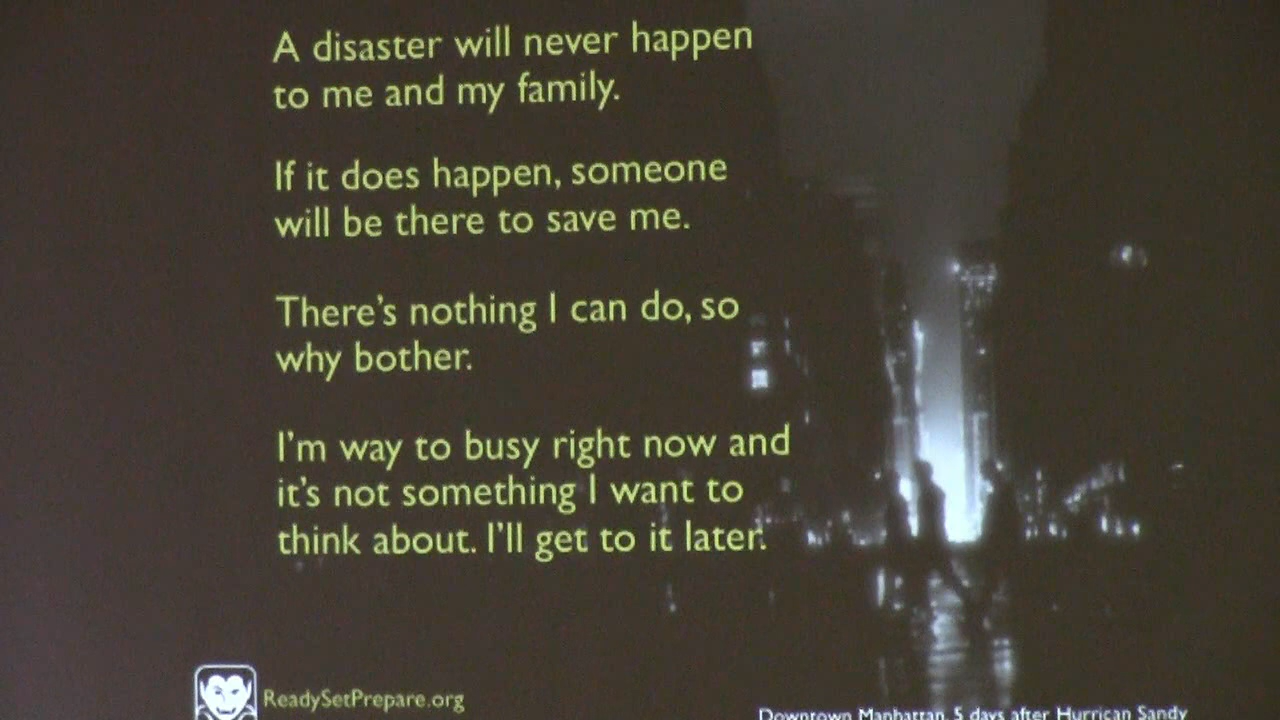 A disaster will never happen
to me and my family.
If it does happen, someone
will be there to save me.
There's nothing I can do, so
why bother.
I'm way to busy right now and
it's not something I want to
think about. I'll get to it later.
ReadySetPrepare.org
Downtown Manhattan, 5 days after Hurrican Sandy